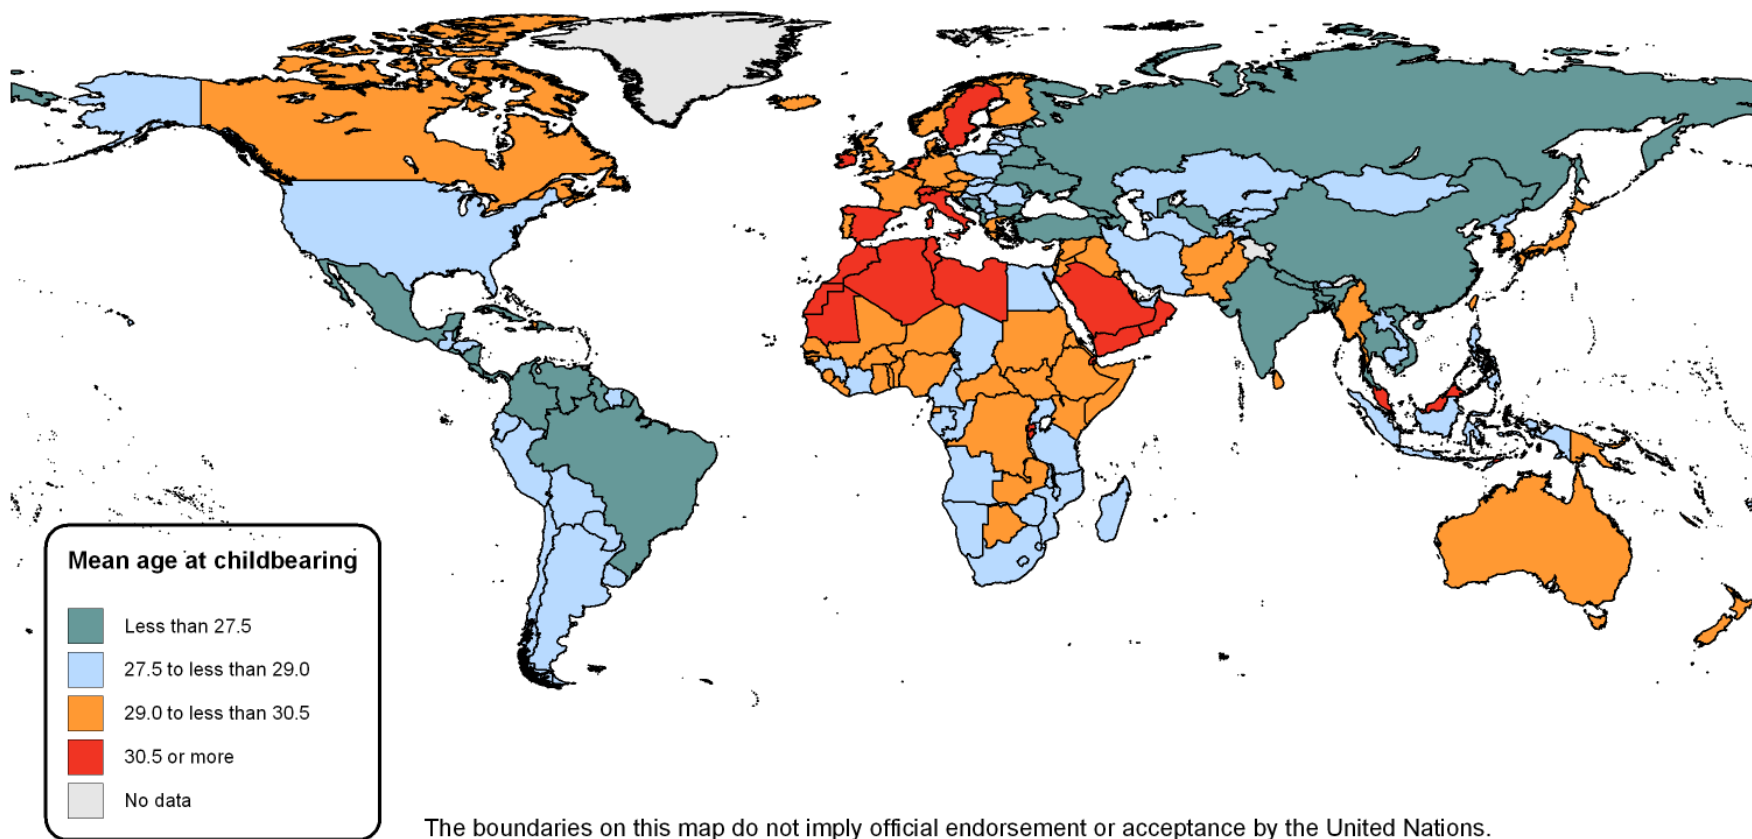 Mean age at childbearing
Less than 27.5
27.5 to less than 29.0
29.0 to less than 30.5
30.5 or more
No data
The boundaries on this map do not imply official endorsement or acceptance by the United Nations.